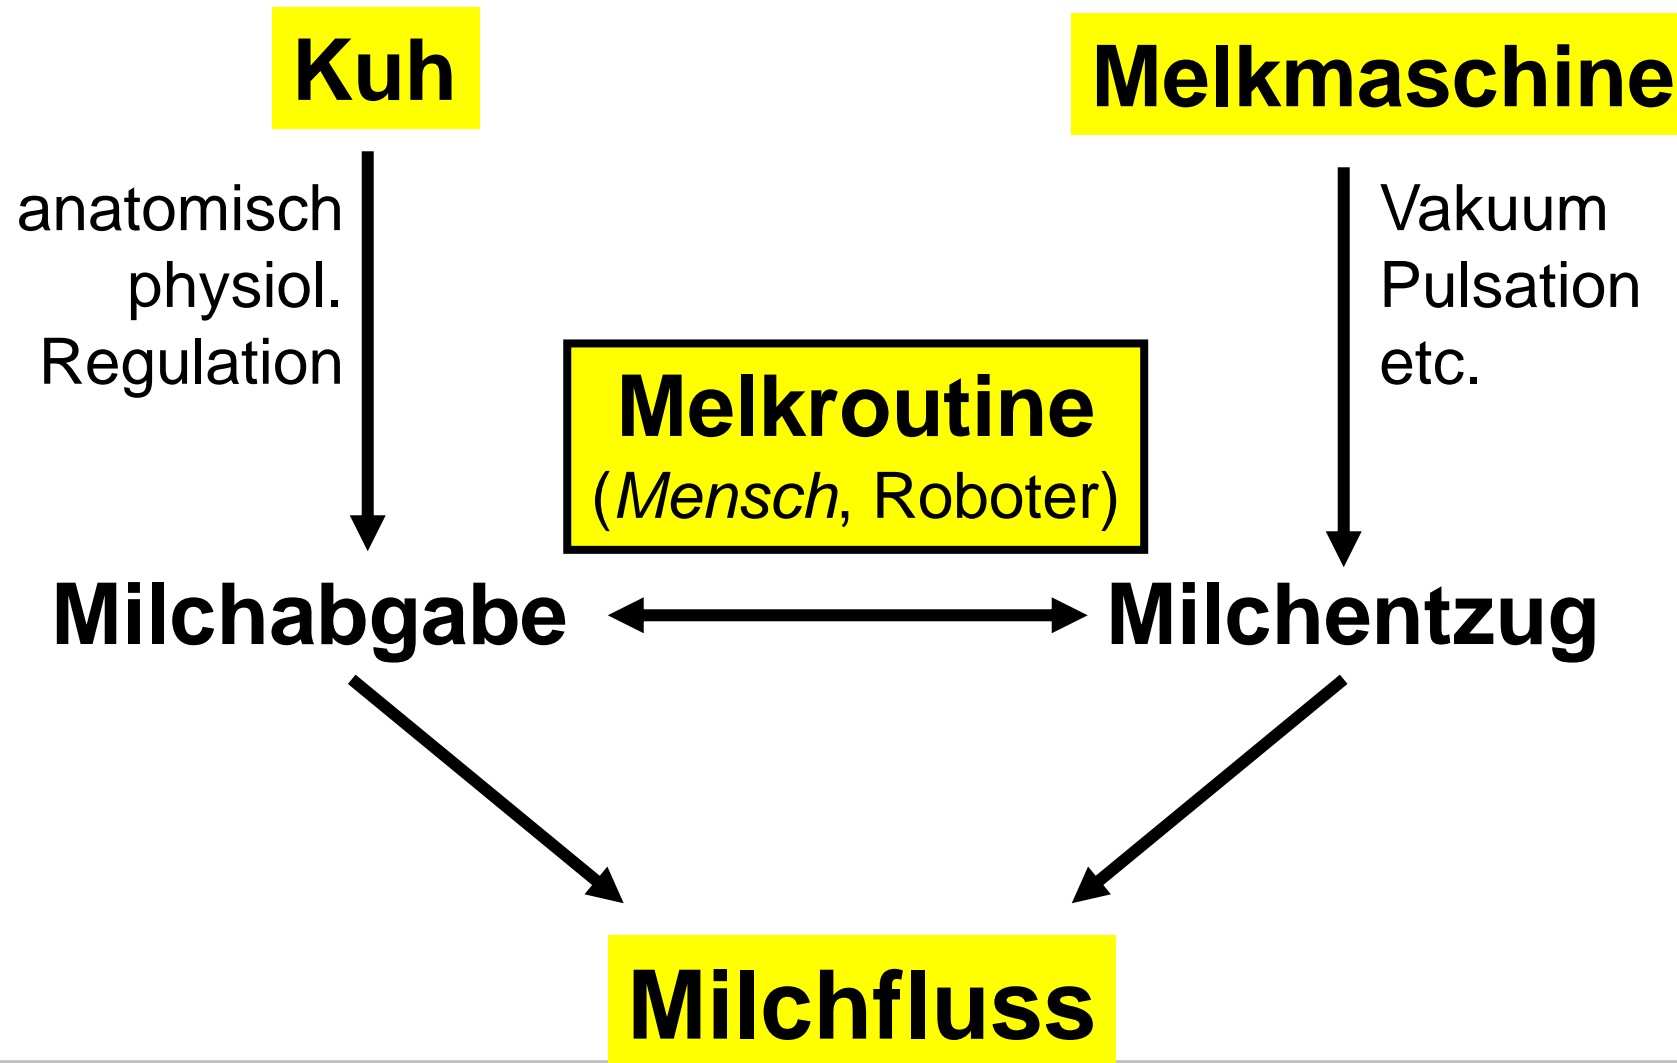 Kuh
Melkmaschine
anatomisch
physiol.
Regulation
Vakuum
Pulsation
etc.
Melkroutine
(Mensch, Roboter)
Milchabgabe
Milchentzug
Milchfluss